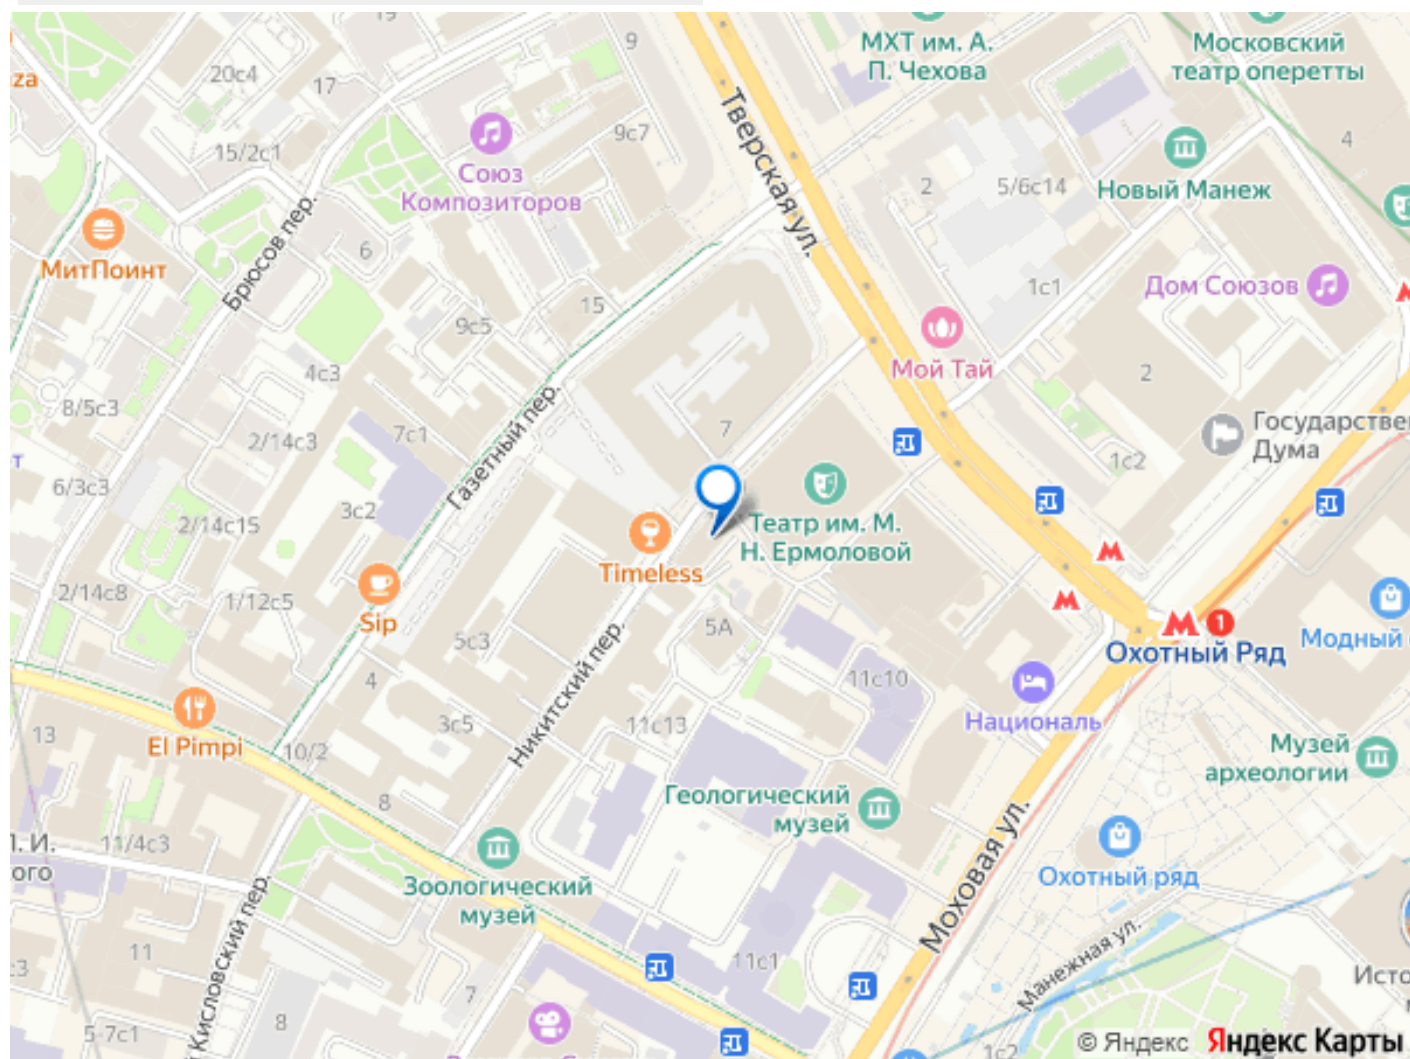 МХТ им. А.
П. Чехова
Московский
театр оперетты
9
20с4
za
17
Тверская ул.
9с7
4
15/2с1
Союз
Композиторов
2
5/6с14
Новый Манеж
Брюсов пер.
6
МитПоинт
1с1
Дом Союзов
15
9с5
Мой Тай
4с3
2
8/5с3
Газетный пер.
7
7с1
2/14с3
Государстве
Дума
1с2
т
6/3с3
3с2
2/14с15
Театр им. М.
Н. Ермоловой
Timeless
2/14с8
1/12с5
Sip
5А
1
Охотный Ряд
Модный
5с3
Никитский пер.
4
11с10
Националь
3с5
11с13
13
El Pimpi
10/2
Музей
археологии
8
Геологический
музей
Моховая ул.
11/4с3
Л. И.
ого
Зоологический
музей
Охотный ряд
Кисловский пер.
Манежная ул.
11
11с1
7
Исто
8
5-7с1
1с2
© Яндекс Яндекс Карты